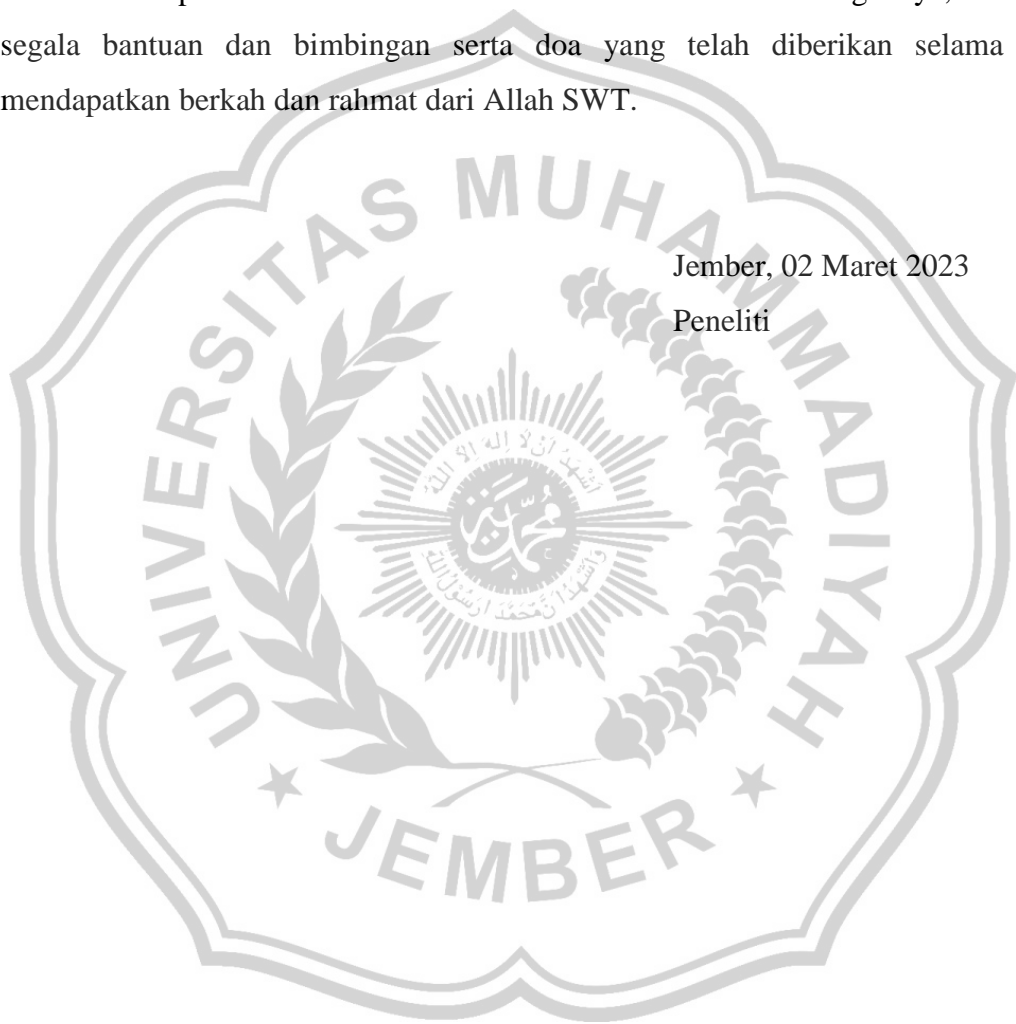 segala bantuan dan bimbingan serta doa yang telah diberikan selama
mendapatkan berkah dan rahmat dari Allah SWT.
Jember, 02 Maret 2023
Peneliti
UNIVERSITAS MUHAMMADIYAH
JEMBER